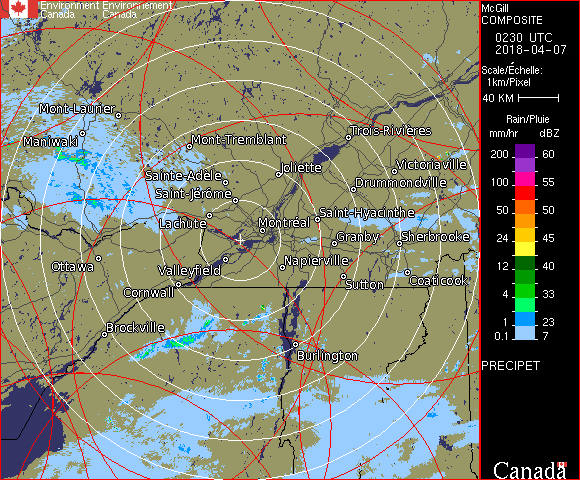 Environment Environnement
Canada Canada
McGill
COMPOSITE
0230 UTC
2018-04-07
Scale/Échelle:
1km/Pixel
40 KM
Rain/Pluie
mm/hr dBZ
200 60
100 55
50 50
24 45
12 40
4 33
1 23
0.1 7
PRECIPET
Canada
Mont-Laurier
Maniwaki
Mont-Tremblant
Trois-Rivières
Sainte-Adèle
Joliette
Victoriaville
Saint-Jérôme
Drummondville
Lachute
Saint-Hyacinthe
Montréal
Granby
Sherbrooke
Ottawa
Valleyfield
Napierville
Cornwall
Sutton
Coaticook
Brockville
Burlington